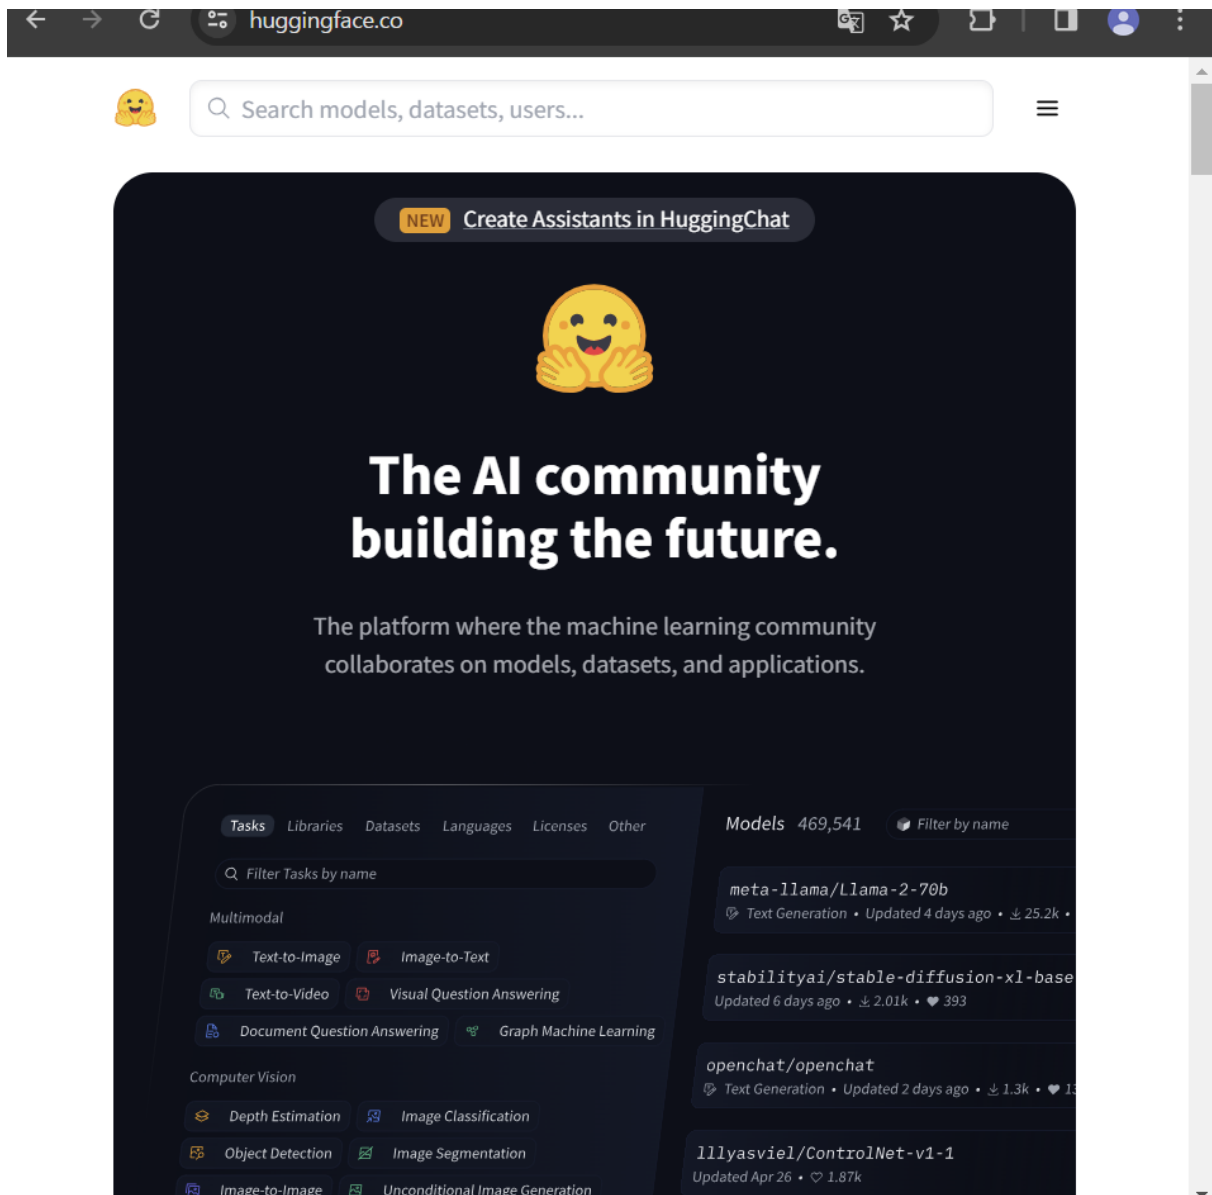 huggingface.co
Search models, datasets, users...
NEW Create Assistants in HuggingChat
The AI community
building the future.
The platform where the machine learning community
collaborates on models, datasets, and applications.
Tasks Libraries Datasets Languages Licenses Other
Filter Tasks by name
Multimodal
Text-to-Image Image-to-Text
Text-to-Video Visual Question Answering
Document Question Answering Graph Machine Learning
Computer Vision
Depth Estimation Image Classification
Object Detection Image Segmentation
Image-to-Image Unconditional Image Generation
Models 469,541 Filter by name
meta-llama/Llama-2-70b
Text Generation • Updated 4 days ago • 25.2k •
stabilityai/stable-diffusion-xl-base
Updated 6 days ago • 2.01k • 393
openchat/openchat
Text Generation • Updated 2 days ago • 1.3k •
lllyasviel/ControlNet-v1-1
Updated Apr 26 • 1.87k